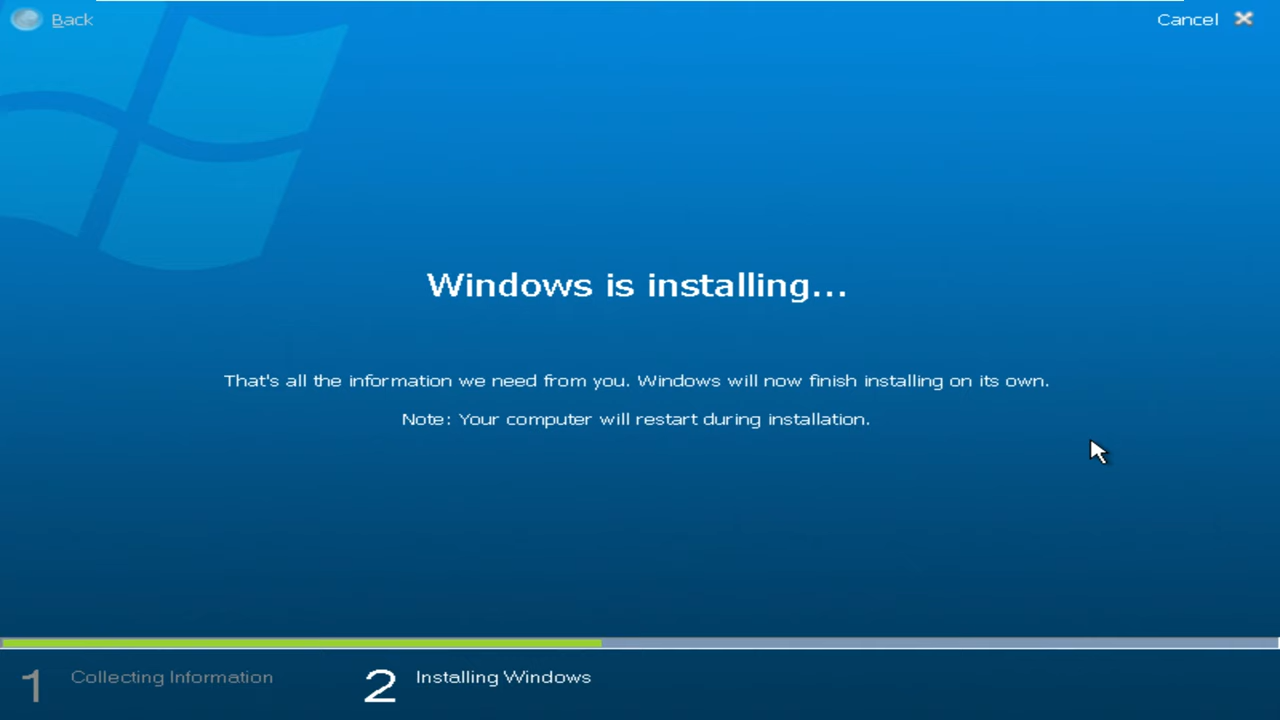 Back
Cancel
Windows is installing...
That's all the information we need from you. Windows will now finish installing on its own.
Note: Your computer will restart during installation.
1 Collecting Information
2 Installing Windows